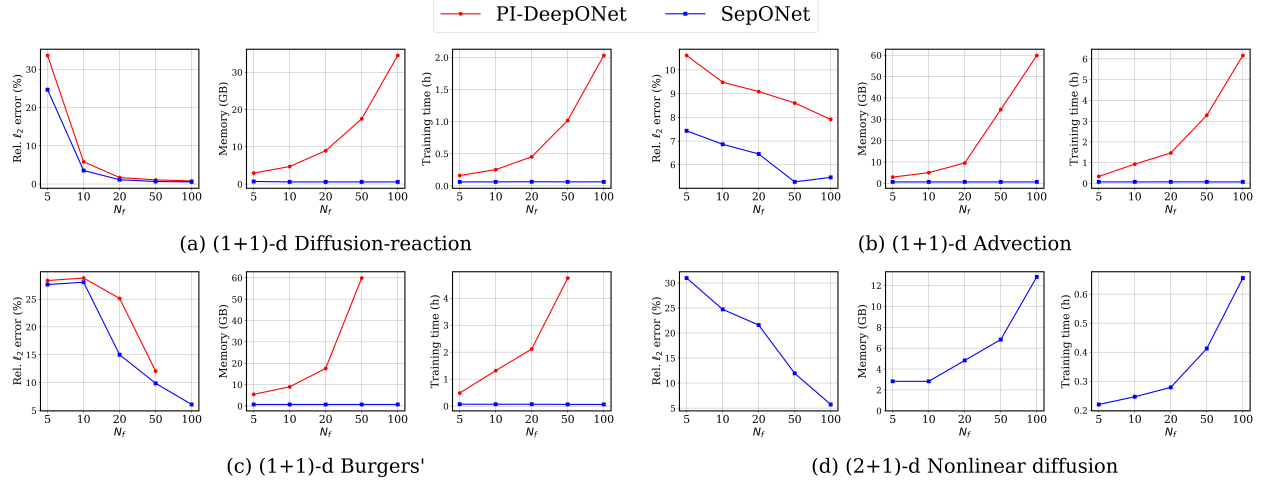 PI-DeepONet SepONet
Rel. ℓ2 error (%)
30
20
10
0
5 10 20 50 100
Nf
Memory (GB)
30
20
10
0
5 10 20 50 100
Nf
Training time (h)
2.0
1.5
1.0
0.5
0.0
5 10 20 50 100
Nf
(a) (1+1)-d Diffusion-reaction
Rel. ℓ2 error (%)
10
9
8
7
6
5 10 20 50 100
Nf
Memory (GB)
60
50
40
30
20
10
0
5 10 20 50 100
Nf
Training time (h)
6
5
4
3
2
1
0
5 10 20 50 100
Nf
(b) (1+1)-d Advection
Rel. ℓ2 error (%)
25
20
15
10
5
5 10 20 50 100
Nf
Memory (GB)
60
50
40
30
20
10
0
5 10 20 50 100
Nf
Training time (h)
4
3
2
1
0
5 10 20 50 100
Nf
(c) (1+1)-d Burgers'
Rel. ℓ2 error (%)
30
25
20
15
10
5
5 10 20 50 100
Nf
Memory (GB)
12
10
8
6
4
2
0
5 10 20 50 100
Nf
Training time (h)
0.6
0.5
0.4
0.3
0.2
5 10 20 50 100
Nf
(d) (2+1)-d Nonlinear diffusion